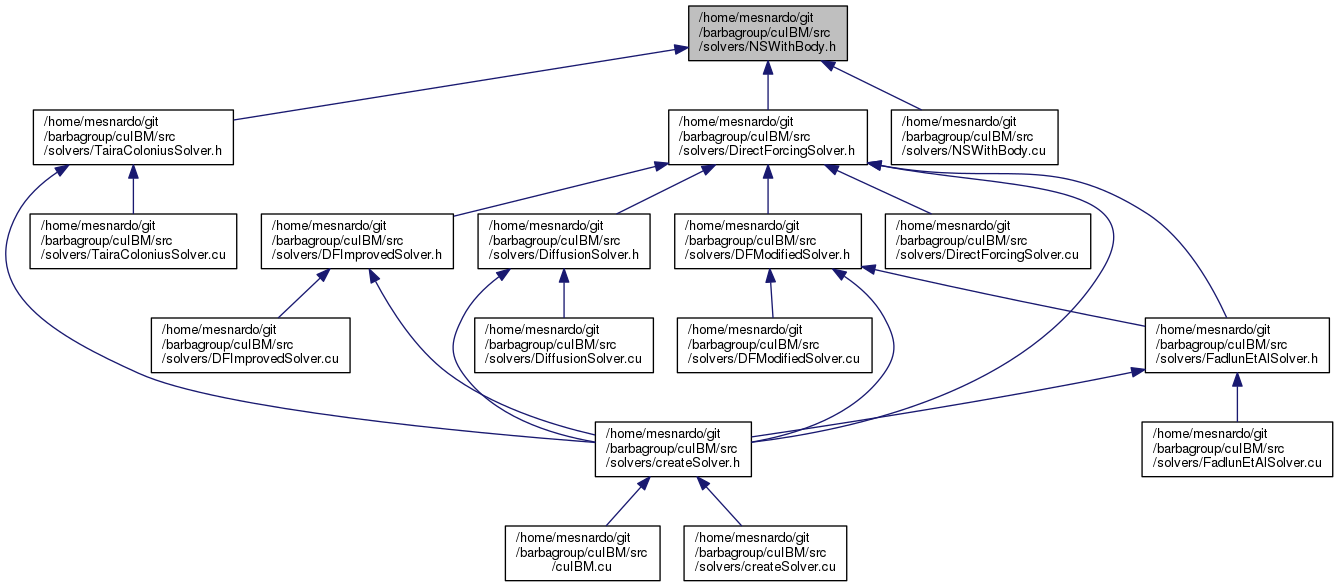 /home/mesnardo/git
/barbagroup/cuIBM/src
/solvers/NSWithBody.h
/home/mesnardo/git
/barbagroup/cuIBM/src
/solvers/TairaColoniusSolver.h
/home/mesnardo/git
/barbagroup/cuIBM/src
/solvers/DirectForcingSolver.h
/home/mesnardo/git
/barbagroup/cuIBM/src
/solvers/NSWithBody.cu
/home/mesnardo/git
/barbagroup/cuIBM/src
/solvers/TairaColoniusSolver.cu
/home/mesnardo/git
/barbagroup/cuIBM/src
/solvers/DFImprovedSolver.h
/home/mesnardo/git
/barbagroup/cuIBM/src
/solvers/DiffusionSolver.h
/home/mesnardo/git
/barbagroup/cuIBM/src
/solvers/DFModifiedSolver.h
/home/mesnardo/git
/barbagroup/cuIBM/src
/solvers/DirectForcingSolver.cu
/home/mesnardo/git
/barbagroup/cuIBM/src
/solvers/DFImprovedSolver.cu
/home/mesnardo/git
/barbagroup/cuIBM/src
/solvers/DiffusionSolver.cu
/home/mesnardo/git
/barbagroup/cuIBM/src
/solvers/DFModifiedSolver.cu
/home/mesnardo/git
/barbagroup/cuIBM/src
/solvers/FadlunEtAlSolver.h
/home/mesnardo/git
/barbagroup/cuIBM/src
/solvers/createSolver.h
/home/mesnardo/git
/barbagroup/cuIBM/src
/solvers/FadlunEtAlSolver.cu
/home/mesnardo/git
/barbagroup/cuIBM/src
/cuIBM.cu
/home/mesnardo/git
/barbagroup/cuIBM/src
/solvers/createSolver.cu